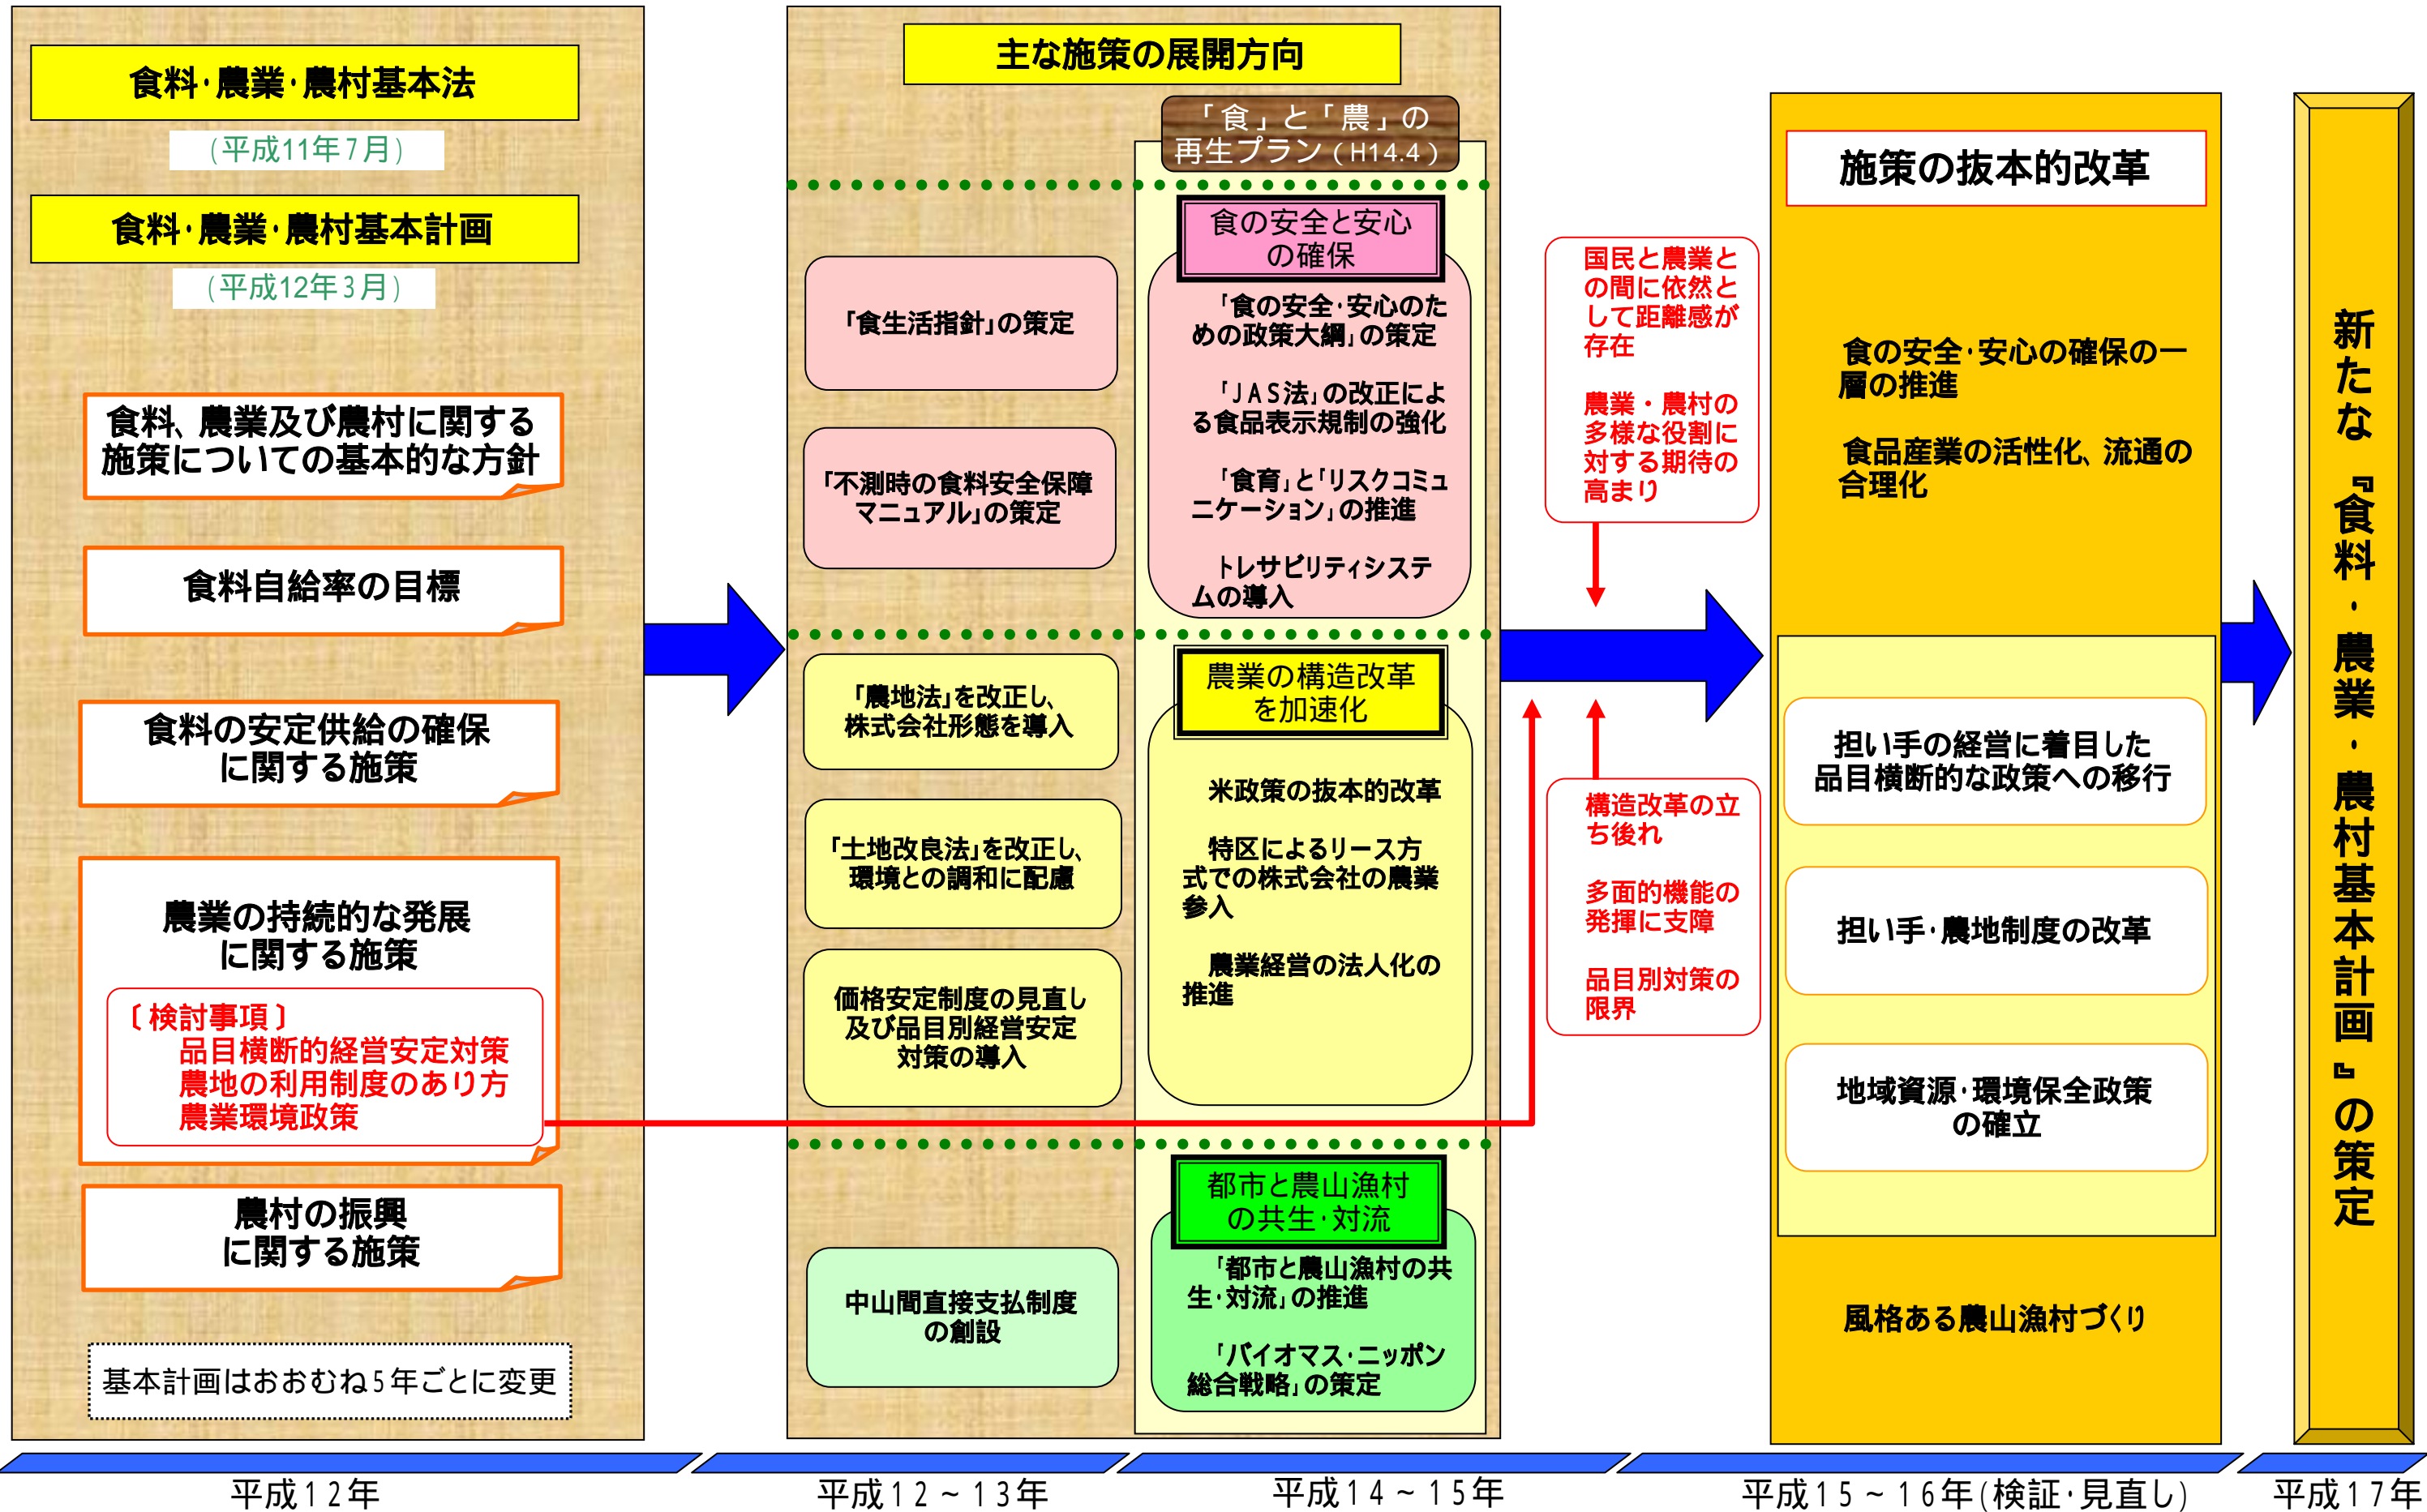 食料・農業・農村基本法
(平成11年7月)
食料・農業・農村基本計画
(平成12年3月)
食料、農業及び農村に関する
施策についての基本的な方針
食料自給率の目標
食料の安定供給の確保
に関する施策
農業の持続的な発展
に関する施策
〔検討事項〕
品目横断的経営安定対策
農地の利用制度のあり方
農業環境政策
農村の振興
に関する施策
基本計画はおおむね5年ごとに変更
主な施策の展開方向
「食生活指針」の策定
「不測時の食料安全保障
マニュアル」の策定
「農地法」を改正し、
株式会社形態を導入
「土地改良法」を改正し、
環境との調和に配慮
価格安定制度の見直し
及び品目別経営安定
対策の導入
中山間直接支払制度
の創設
「食」と「農」の
再生プラン(H14.4)
食の安全と安心
の確保
「食の安全・安心のた
めの政策大綱」の策定
「JAS法」の改正によ
る食品表示規制の強化
「食育」と「リスクコミュ
ニケーション」の推進
トレサビリティシステ
ムの導入
農業の構造改革
を加速化
米政策の抜本的改革
特区によるリース方
式での株式会社の農業
参入
農業経営の法人化の
推進
都市と農山漁村
の共生・対流
「都市と農山漁村の共
生・対流」の推進
「バイオマス・ニッポン
総合戦略」の策定
国民と農業と
の間に依然と
して距離感が
存在
農業・農村の
多様な役割に
対する期待の
高まり
構造改革の立
ち後れ
多面的機能の
発揮に支障
品目別対策の
限界
施策の抜本的改革
食の安全・安心の確保の一
層の推進
食品産業の活性化、流通の
合理化
担い手の経営に着目した
品目横断的な政策への移行
担い手・農地制度の改革
地域資源・環境保全政策
の確立
風格ある農山漁村づくり
新たな『食料・農業・農村基本計画』の策定
平成12年
平成12~13年
平成14~15年
平成15~16年(検証・見直し)
平成17年